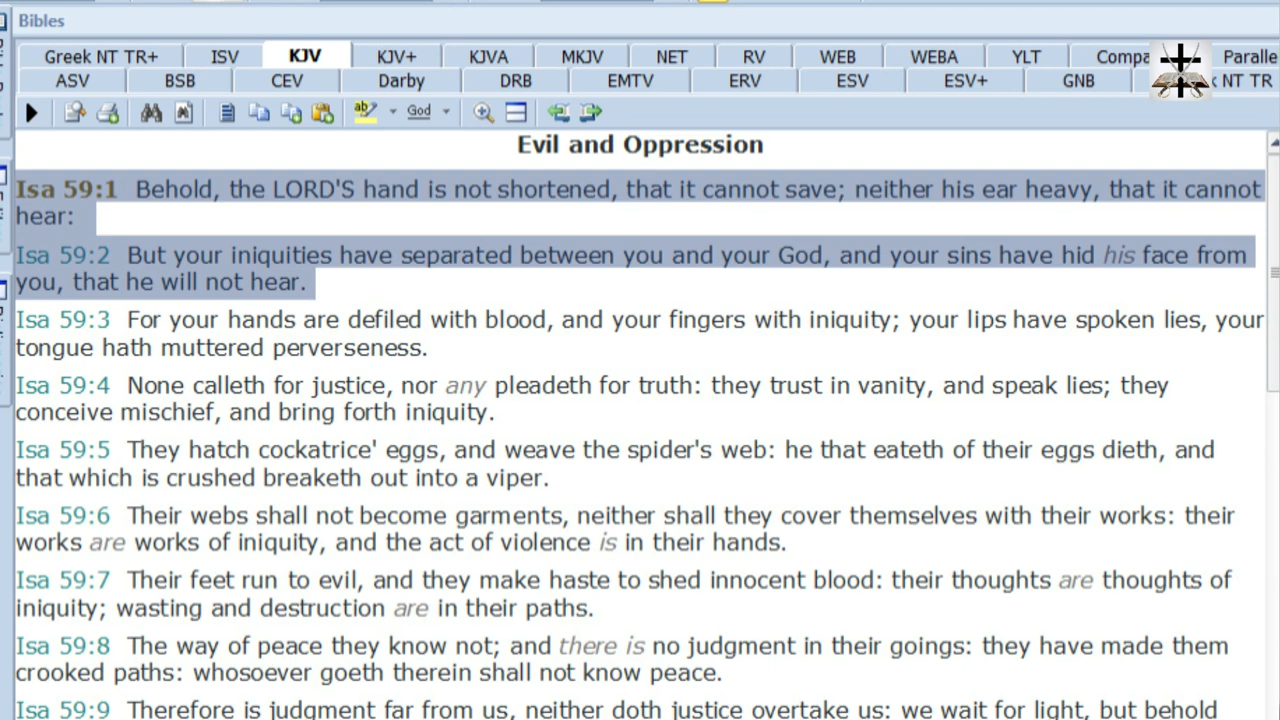 Bibles
Greek NT TR+ ISV KJV KJV+ KJVA MKJV NET RV WEB WEBA YLT Compa Paralle
ASV BSB CEV Darby DRB EMTV ERV ESV ESV+ GNB NT TR
ab God
Evil and Oppression
Isa 59:1 Behold, the LORD'S hand is not shortened, that it cannot save; neither his ear heavy, that it cannot
hear:
Isa 59:2 But your iniquities have separated between you and your God, and your sins have hid his face from
you, that he will not hear.
Isa 59:3 For your hands are defiled with blood, and your fingers with iniquity; your lips have spoken lies, your
tongue hath muttered perverseness.
Isa 59:4 None calleth for justice, nor any pleadeth for truth: they trust in vanity, and speak lies; they
conceive mischief, and bring forth iniquity.
Isa 59:5 They hatch cockatrice' eggs, and weave the spider's web: he that eateth of their eggs dieth, and
that which is crushed breaketh out into a viper.
Isa 59:6 Their webs shall not become garments, neither shall they cover themselves with their works: their
works are works of iniquity, and the act of violence is in their hands.
Isa 59:7 Their feet run to evil, and they make haste to shed innocent blood: their thoughts are thoughts of
iniquity; wasting and destruction are in their paths.
Isa 59:8 The way of peace they know not; and there is no judgment in their goings: they have made them
crooked paths: whosoever goeth therein shall not know peace.
Isa 59:9 Therefore is judgment far from us, neither doth justice overtake us: we wait for light, but behold